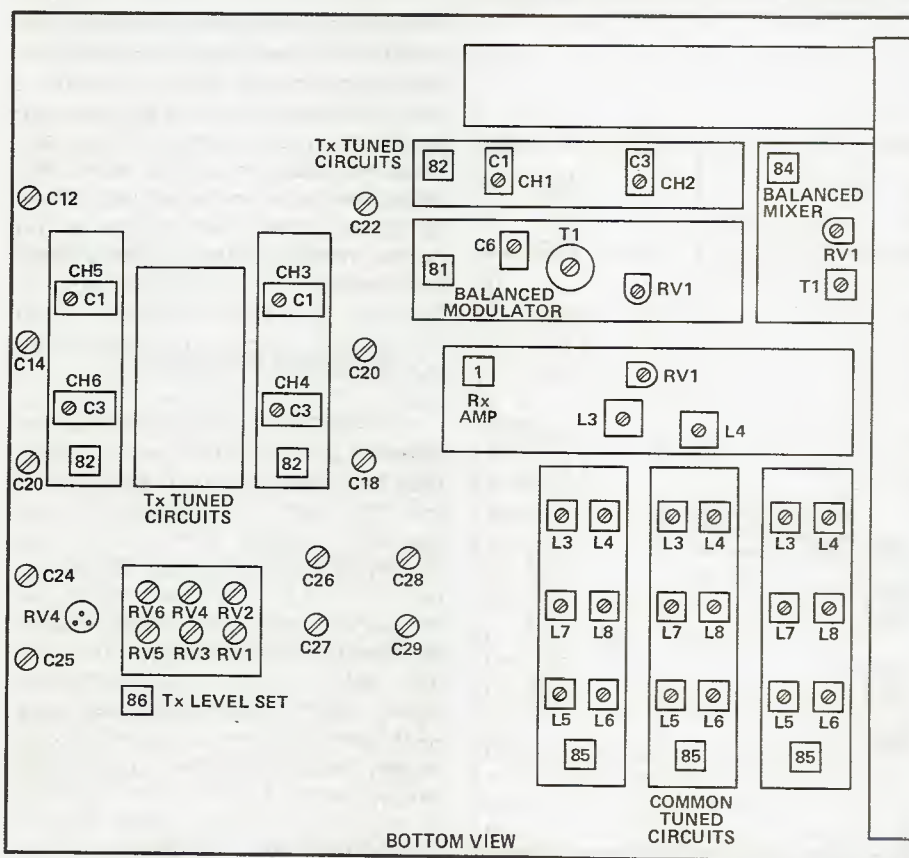 Tx TUNED
CIRCUITS
82
C1
CH1
C3
CH2
84
BALANCED
MIXER
RV1
T1
C12
C22
81
C6
T1
RV1
BALANCED
MODULATOR
CH5
C1
CH3
C1
C14
C20
CH6
C3
CH4
C3
82
82
C20
C18
Tx TUNED
CIRCUITS
1
Rx
AMP
RV1
L3
L4
L3 L4
L3 L4
L3 L4
C24
C26
C28
RV4
RV6 RV4 RV2
RV5 RV3 RV1
C27
C29
L7 L8
L7 L8
L7 L8
C25
86 Tx LEVEL SET
L5 L6
L5 L6
L5 L6
85
85
85
COMMON
TUNED
CIRCUITS
BOTTOM VIEW